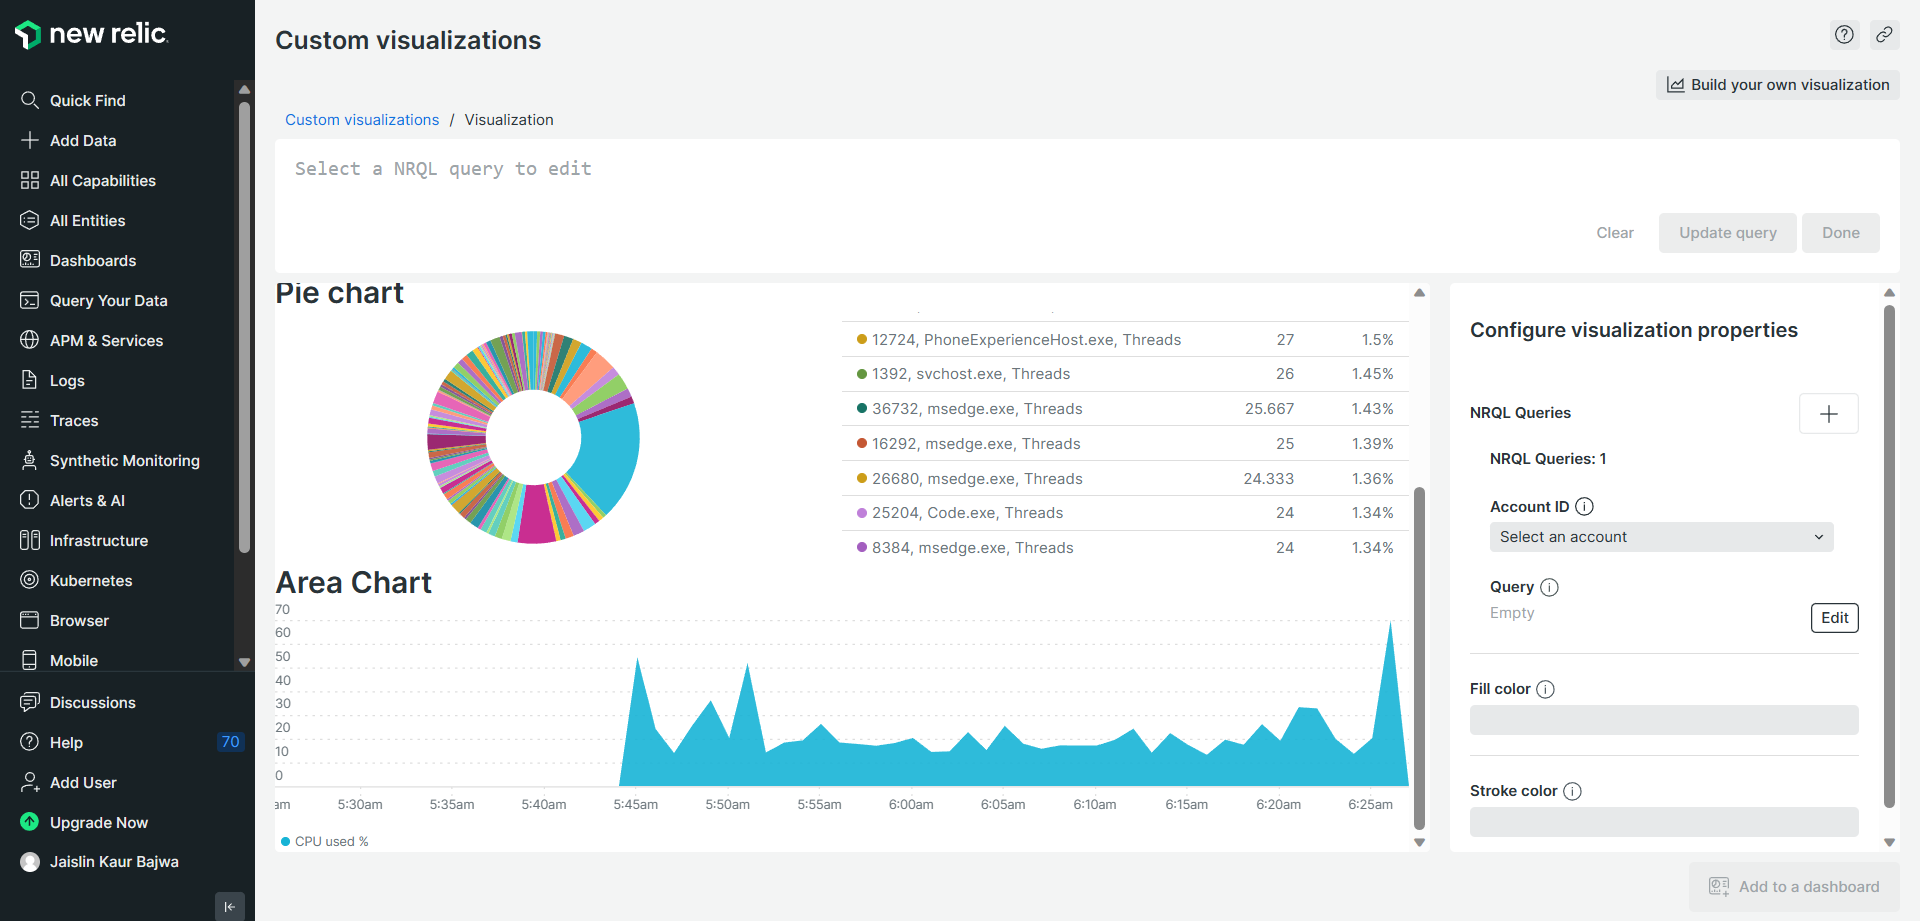 new relic
Custom visualizations
Build your own visualization
Quick Find
Add Data
All Capabilities
All Entities
Dashboards
Query Your Data
APM & Services
Logs
Traces
Synthetic Monitoring
Alerts & AI
Infrastructure
Kubernetes
Browser
Mobile
Discussions
Help 70
Add User
Upgrade Now
Jaislin Kaur Bajwa
Custom visualizations / Visualization
Select a NRQL query to edit
Clear Update query Done
Pie chart
12724, PhoneExperienceHost.exe, Threads 27 1.5%
1392, svchost.exe, Threads 26 1.45%
36732, msedge.exe, Threads 25.667 1.43%
16292, msedge.exe, Threads 25 1.39%
26680, msedge.exe, Threads 24.333 1.36%
25204, Code.exe, Threads 24 1.34%
8384, msedge.exe, Threads 24 1.34%
Area Chart
70
60
50
40
30
20
10
0
am 5:30am 5:35am 5:40am 5:45am 5:50am 5:55am 6:00am 6:05am 6:10am 6:15am 6:20am 6:25am
CPU used %
Configure visualization properties
NRQL Queries
NRQL Queries: 1
Account ID
Select an account
Query
Empty
Edit
Fill color
Stroke color
Add to a dashboard